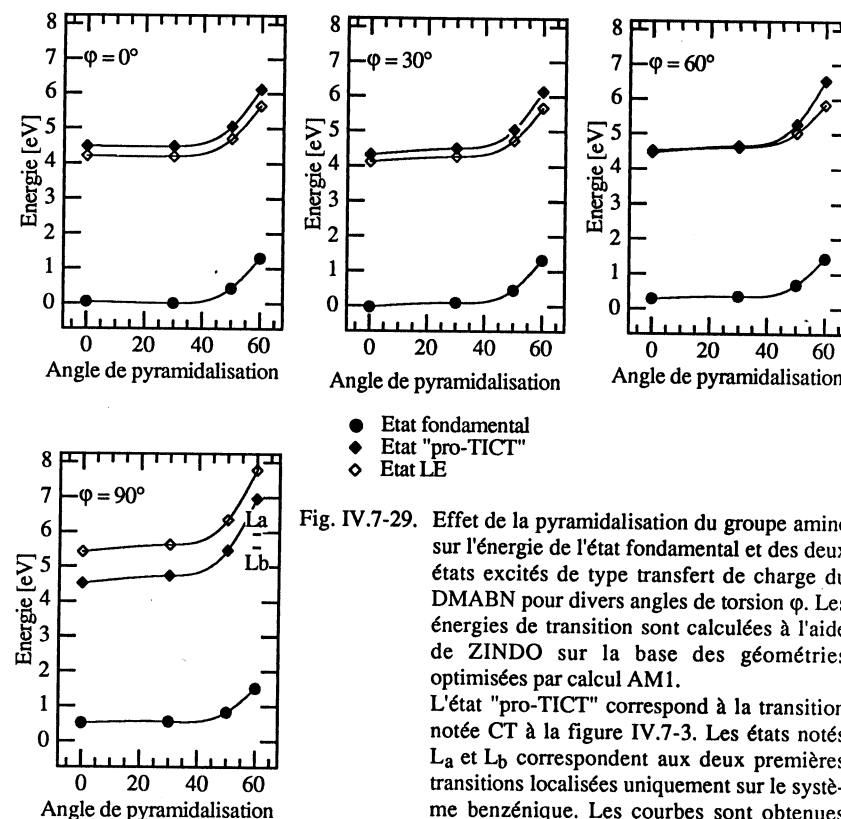 8
7
6
5
4
3
2
1
0
Energie [eV]
φ = 0°
0 20 40 60
Angle de pyramidalisation
8
7
6
5
4
3
2
1
0
Energie [eV]
φ = 30°
0 20 40 60
Angle de pyramidalisation
8
7
6
5
4
3
2
1
0
Energie [eV]
φ = 60°
0 20 40 60
Angle de pyramidalisation
● Etat fondamental
◆ Etat "pro-TICT"
◇ Etat LE
8
7
6
5
4
3
2
1
0
Energie [eV]
φ = 90°
La
Lb
0 20 40 60
Angle de pyramidalisation
Fig. IV.7-29. Effet de la pyramidalisation du groupe amino
sur l'énergie de l'état fondamental et des deux
états excités de type transfert de charge du
DMABN pour divers angles de torsion φ. Les
énergies de transition sont calculées à l'aide
de ZINDO sur la base des géométries
optimisées par calcul AM1.
L'état "pro-TICT" correspond à la transition
notée CT à la figure IV.7-3. Les états notés
La et Lb correspondent aux deux premières
transitions localisées uniquement sur le systè-
me benzénique. Les courbes sont obtenues